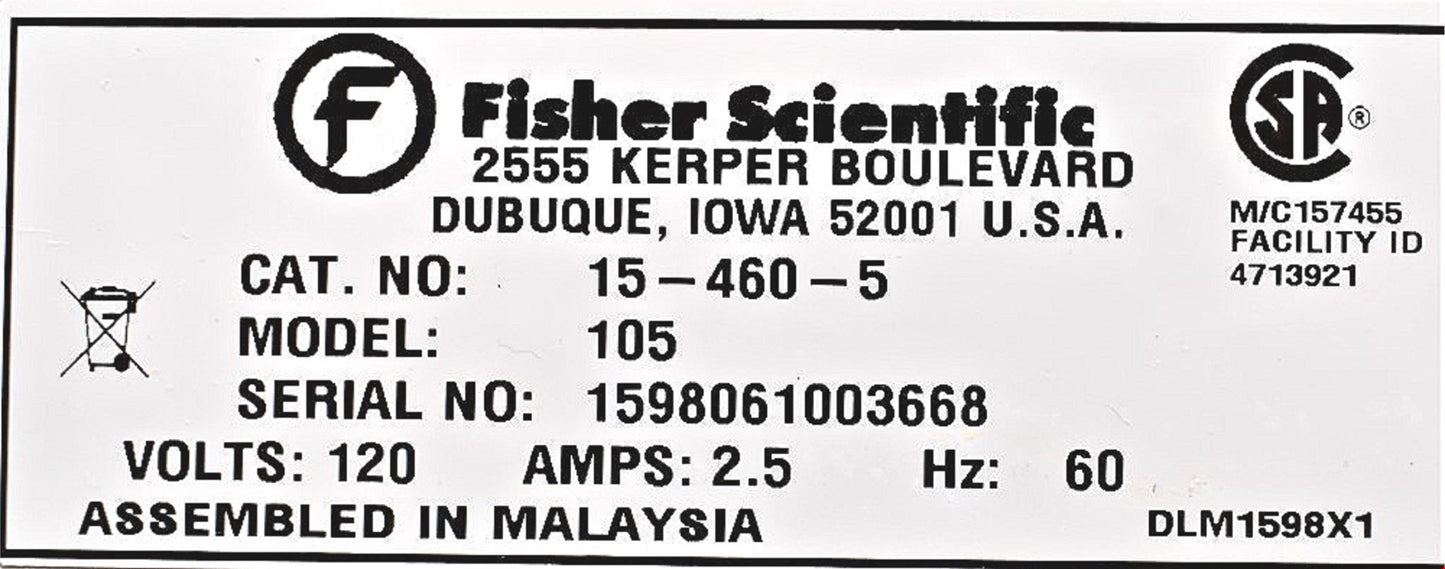 F Fisher Scientific
2555 KERPER BOULEVARD
DUBUQUE, IOWA 52001 U.S.A.
SA ®
M/C157455
FACILITY ID
4713921
CAT. NO: 15-460-5
MODEL: 105
SERIAL NO: 1598061003668
VOLTS: 120 AMPS: 2.5 Hz: 60
ASSEMBLED IN MALAYSIA
DLM1598X1